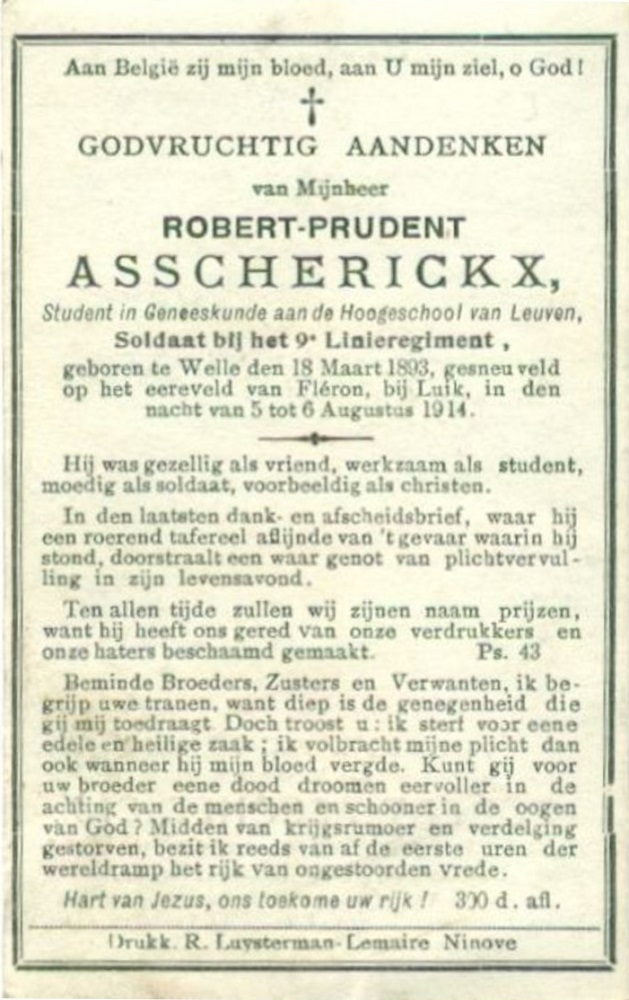 Aan België zij mijn bloed, aan U mijn ziel, o God!
GODVRUCHTIG AANDENKEN
van Mijnheer
ROBERT-PRUDENT
ASSCHERICKX,
Student in Geneeskunde aan de Hoogeschool van Leuven,
Soldaat bij het 9e Linieregiment,
geboren te Welle den 18 Maart 1893, gesneuveld
op het eereveld van Fléron, bij Luik, in den
nacht van 5 tot 6 Augustus 1914.
Hij was gezellig als vriend, werkzaam als student,
moedig als soldaat, voorbeeldig als christen.
In den laatsten dank- en afscheidsbrief, waar hij
een roerend tafereel aflijnde van 't gevaar waarin hij
stond, doorstraalt een waar genot van plichtvervul-
ling in zijn levensavond.
Ten allen tijde zullen wij zijnen naam prijzen,
want hij heeft ons gered van onze verdrukkers en
onze haters beschaamd gemaakt. Ps. 43
Beminde Broeders, Zusters en Verwanten, ik be-
grijp uwe tranen, want diep is de genegenheid die
gij mij toedraagt. Doch troost u: ik sterf voor eene
edele en heilige zaak; ik volbracht mijne plicht dan
ook wanneer hij mijn bloed vergde. Kunt gij voor
uw broeder eene dood droomen eervoller in de
achting van de menschen en schooner in de oogen
van God? Midden van krijgsrumoer en verdelging
gestorven, bezit ik reeds van af de eerste uren der
wereldramp het rijk van ongestoorden vrede.
Hart van Jezus, ons toekome uw rijk! 300 d. afl.
Drukk. R. Luysterman-Lemaire Ninove